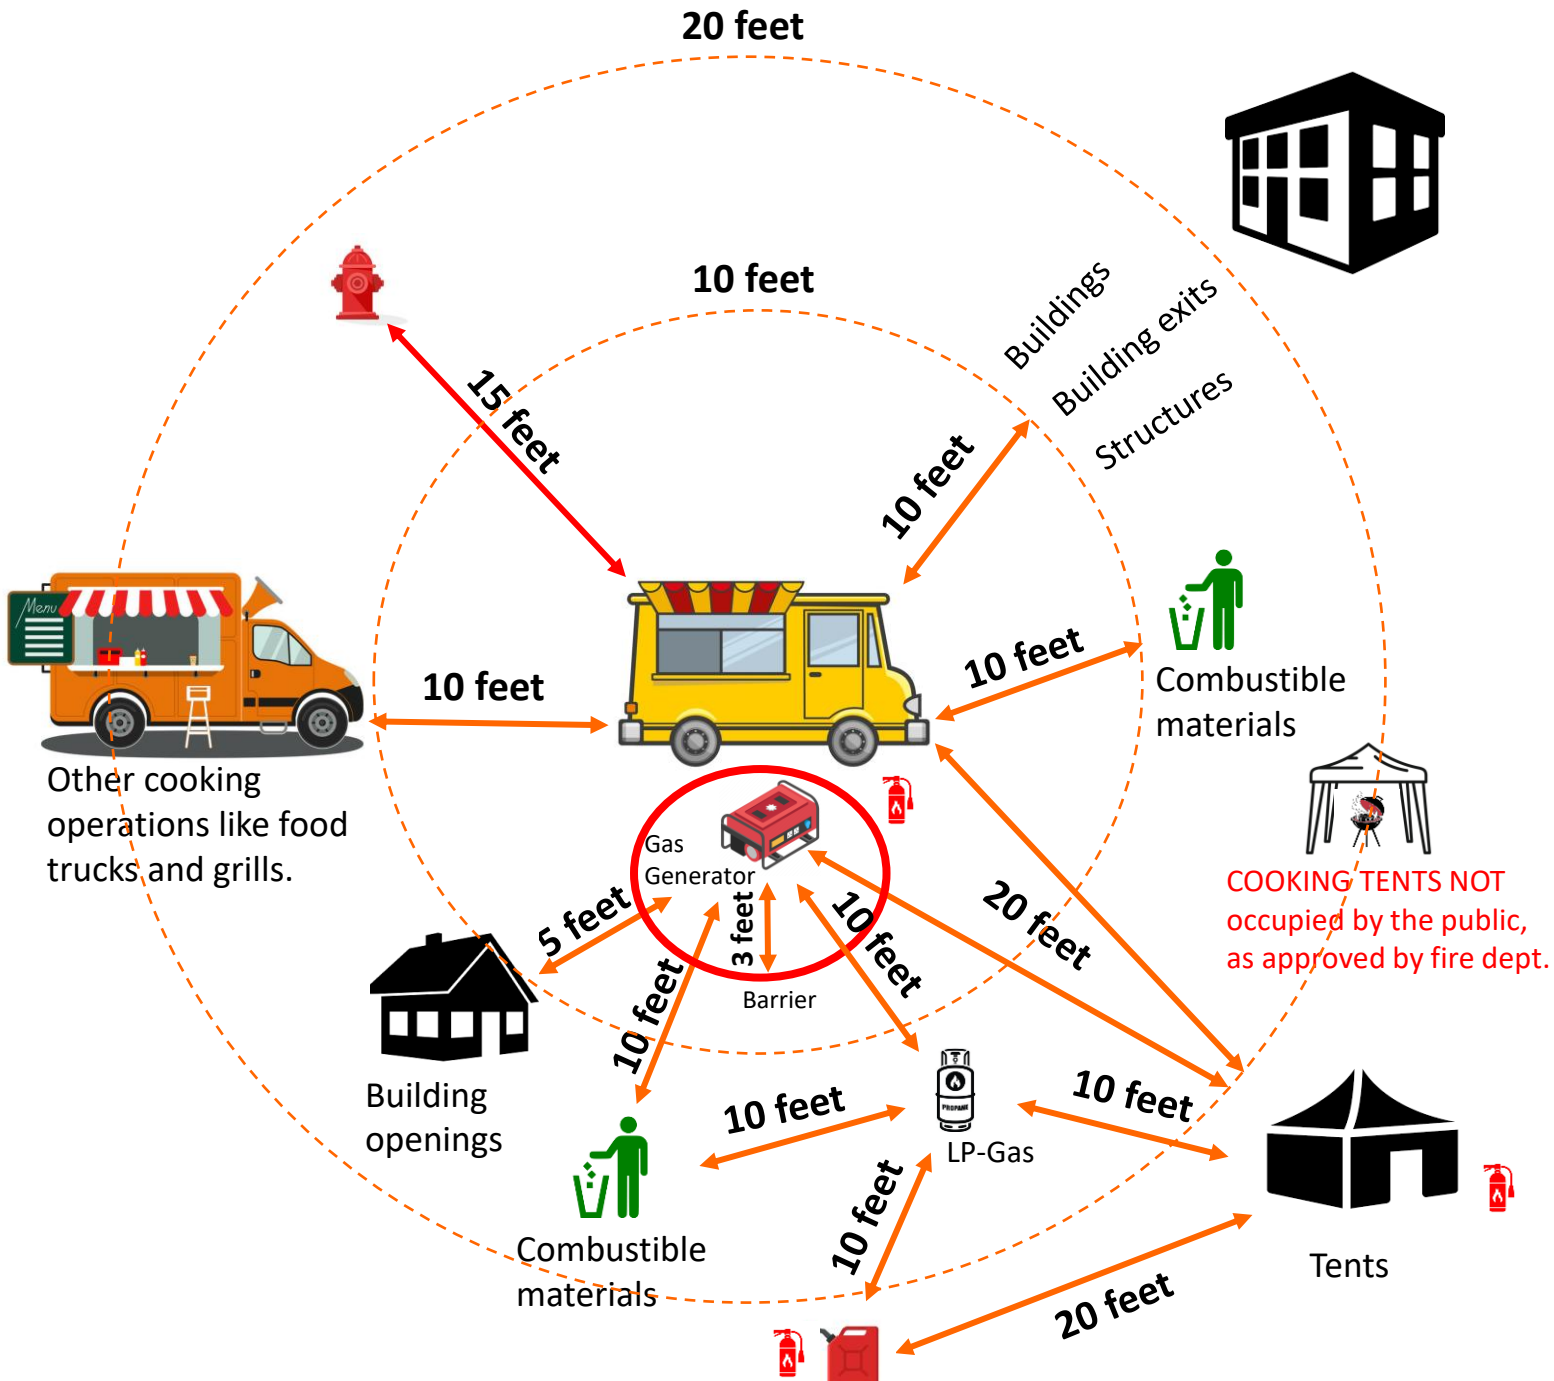 20 feet
10 feet
Buildings
Building exits
Structures
15 feet
10 feet
Menu
10 feet
10 feet
Combustible
materials
Other cooking
operations like food
trucks and grills.
Gas
Generator
COOKING TENTS NOT
occupied by the public,
as approved by fire dept.
5 feet
3 feet
10 feet
20 feet
10 feet
Barrier
Building
openings
10 feet
PROPANE
LP-Gas
10 feet
10 feet
Combustible
materials
Tents
20 feet